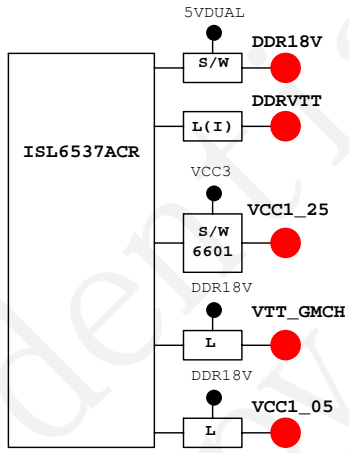 5VDUAL
DDR18V
S/W
DDRVTT
L(I)
ISL6537ACR
VCC3
VCC1_25
S/W
6601
DDR18V
VTT_GMCH
L
DDR18V
VCC1_05
L